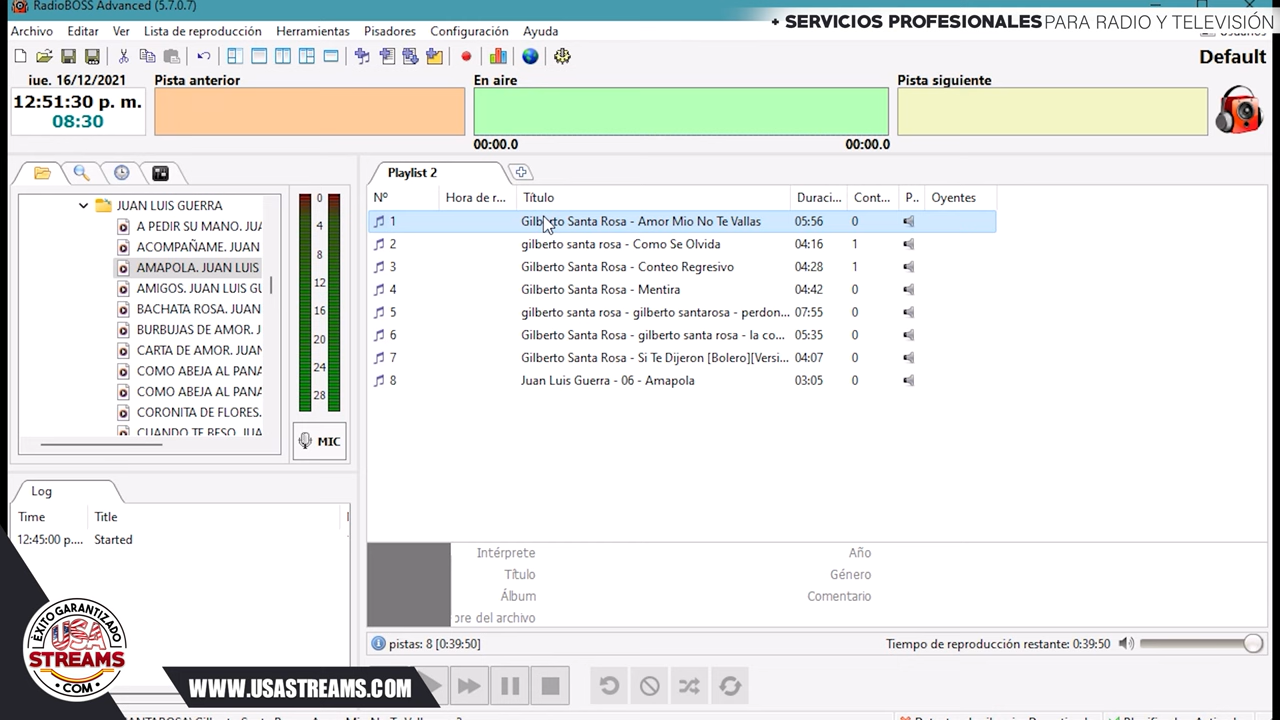 RadioBOSS Advanced (5.7.0.7)
+ SERVICIOS PROFESIONALES PARA RADIO Y TELEVISIÓN
Archivo Editar Ver Lista de reproducción Herramientas Pisadores Configuración Ayuda
Default
jue. 16/12/2021
12:51:30 p. m.
08:30
Pista anterior
En aire
Pista siguiente
00:00.0 00:00.0
JUAN LUIS GUERRA
A PEDIR SU MANO. JUA
ACOMPAÑAME. JUAN
AMAPOLA. JUAN LUIS
AMIGOS. JUAN LUIS GU
BACHATA ROSA. JUAN
BURBUJAS DE AMOR. J
CARTA DE AMOR. JUAN
COMO ABEJA AL PANA
COMO ABEJA AL PANA
CORONITA DE FLORES.
CUANDO TE BESO. JUA
0
4
8
12
16
20
24
28
MIC
Playlist 2
Nº Hora de r... Título Duraci... Cont... P.. Oyentes
1 Gilberto Santa Rosa - Amor Mio No Te Vallas 05:56 0
2 gilberto santa rosa - Como Se Olvida 04:16 1
3 Gilberto Santa Rosa - Conteo Regresivo 04:28 1
4 Gilberto Santa Rosa - Mentira 04:42 0
5 gilberto santa rosa - gilberto santarosa - perdon... 07:55 0
6 Gilberto Santa Rosa - gilberto santa rosa - la co... 05:35 0
7 Gilberto Santa Rosa - Si Te Dijeron [Bolero][Versi... 04:07 0
8 Juan Luis Guerra - 06 - Amapola 03:05 0
Log
Time Title
12:45:00 p.... Started
Intérprete Año
Título Género
Álbum Comentario
bre del archivo
pistas: 8 [0:39:50] Tiempo de reproducción restante: 0:39:50
ÉXITO GARANTIZADO
USA
STREAMS
.COM
WWW.USASTREAMS.COM